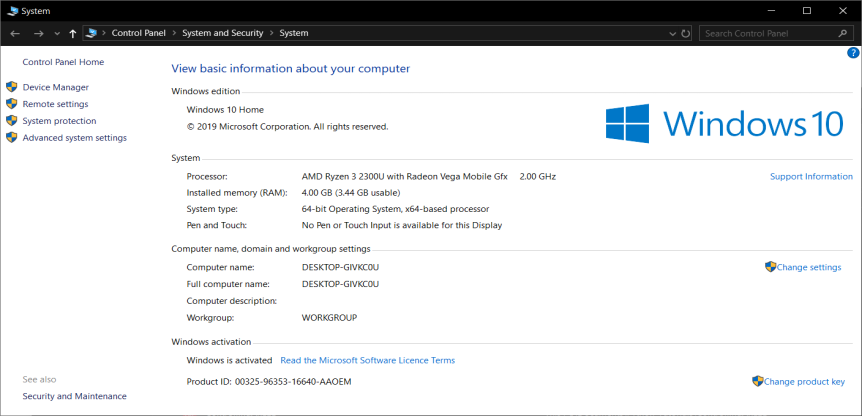 System
Control Panel > System and Security > System
Search Control Panel
?
Control Panel Home
Device Manager
Remote settings
System protection
Advanced system settings
View basic information about your computer
Windows edition
Windows 10 Home
© 2019 Microsoft Corporation. All rights reserved.
Windows 10
System
Processor: AMD Ryzen 3 2300U with Radeon Vega Mobile Gfx 2.00 GHz
Support Information
Installed memory (RAM): 4.00 GB (3.44 GB usable)
System type: 64-bit Operating System, x64-based processor
Pen and Touch: No Pen or Touch Input is available for this Display
Computer name, domain and workgroup settings
Computer name: DESKTOP-GIVKC0U
Change settings
Full computer name: DESKTOP-GIVKC0U
Computer description:
Workgroup: WORKGROUP
Windows activation
Windows is activated Read the Microsoft Software Licence Terms
Product ID: 00325-96353-16640-AAOEM
Change product key
See also
Security and Maintenance